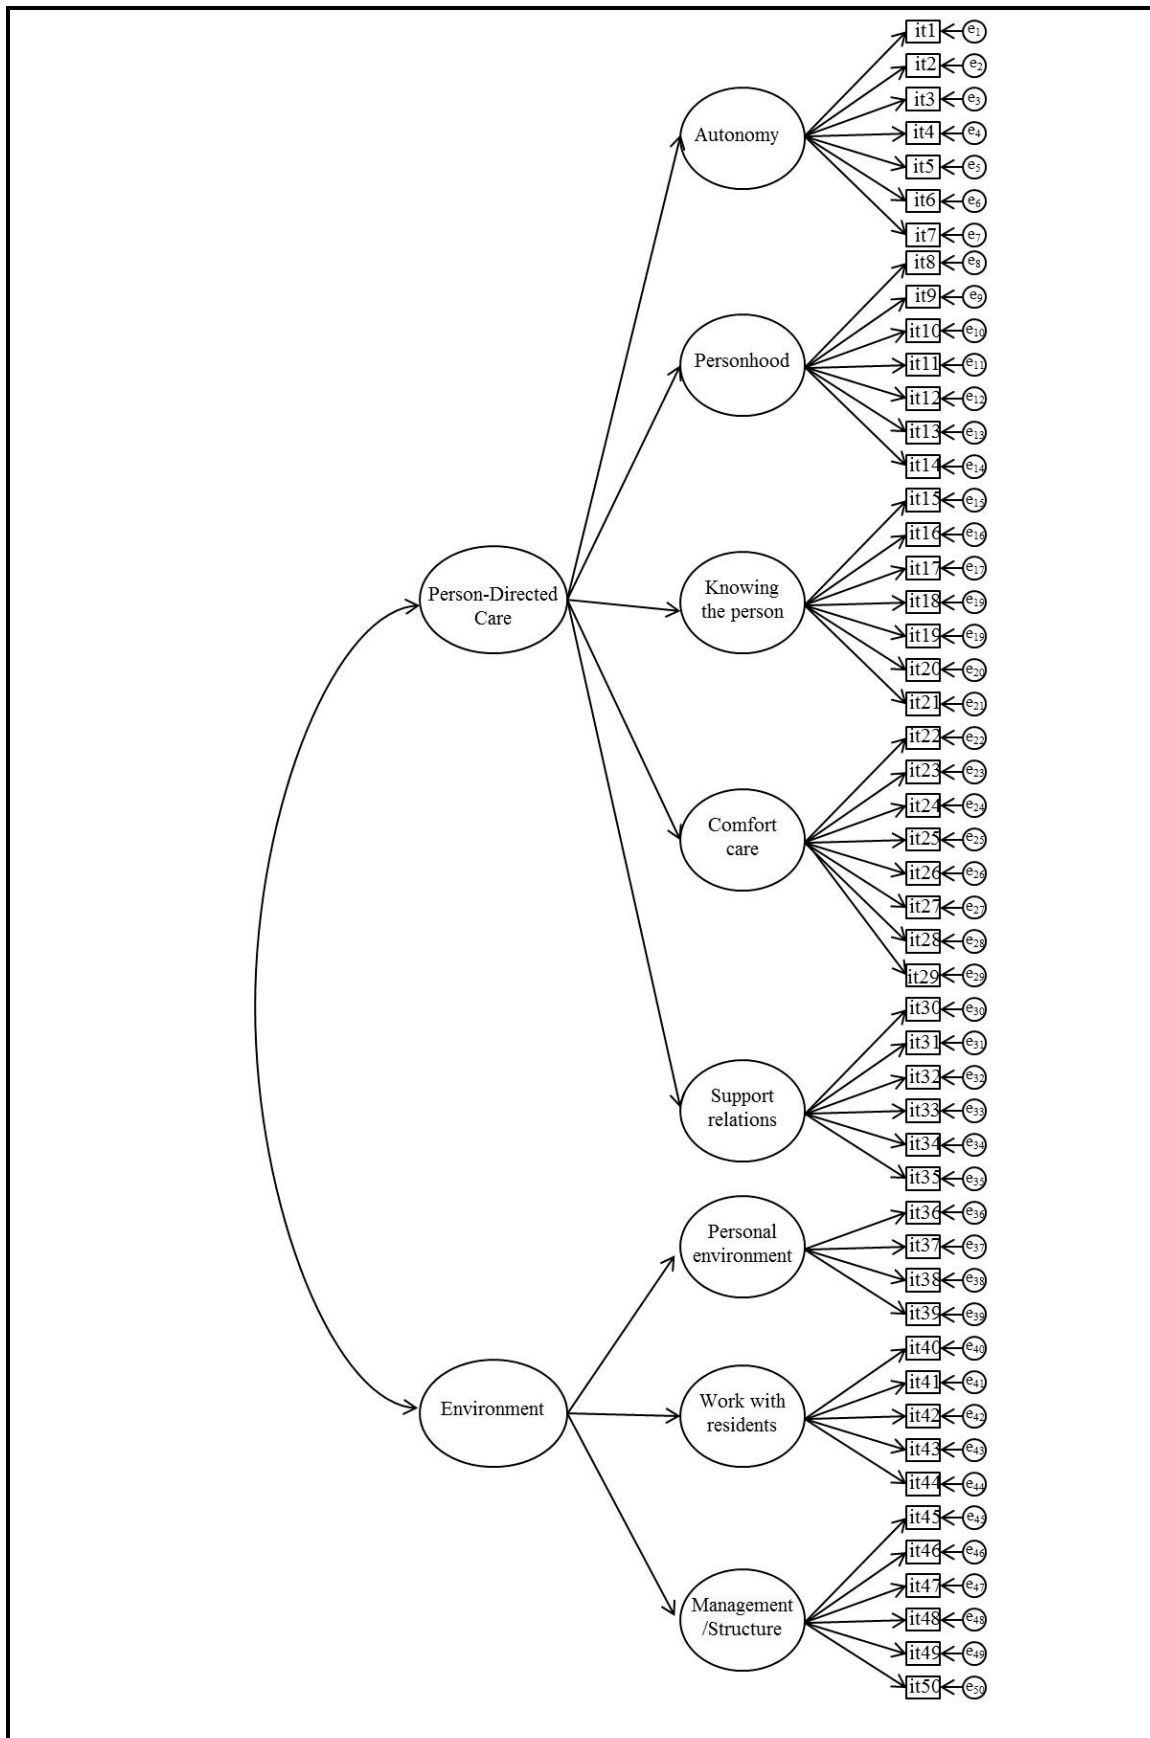 it1 e1
it2 e2
it3 e3
Autonomy it4 e4
it5 e5
it6 e6
it7 e7
it8 e8
it9 e9
it10 e10
Personhood it11 e11
it12 e12
it13 e13
it14 e14
it15 e15
it16 e16
it17 e17
Knowing
the person
it18 e19
it19 e19
it20 e20
it21 e21
Person-Directed
Care
it22 e22
it23 e23
it24 e24
Comfort
care
it25 e25
it26 e26
it27 e27
it28 e28
it29 e29
it30 e30
it31 e31
it32 e32
Support
relations
it33 e33
it34 e34
it35 e35
it36 e36
Personal
environment
it37 e37
it38 e38
it39 e39
it40 e40
it41 e41
Environment
Work with
residents
it42 e42
it43 e43
it44 e44
it45 e45
it46 e46
it47 e47
Management
/Structure
it48 e48
it49 e49
it50 e50